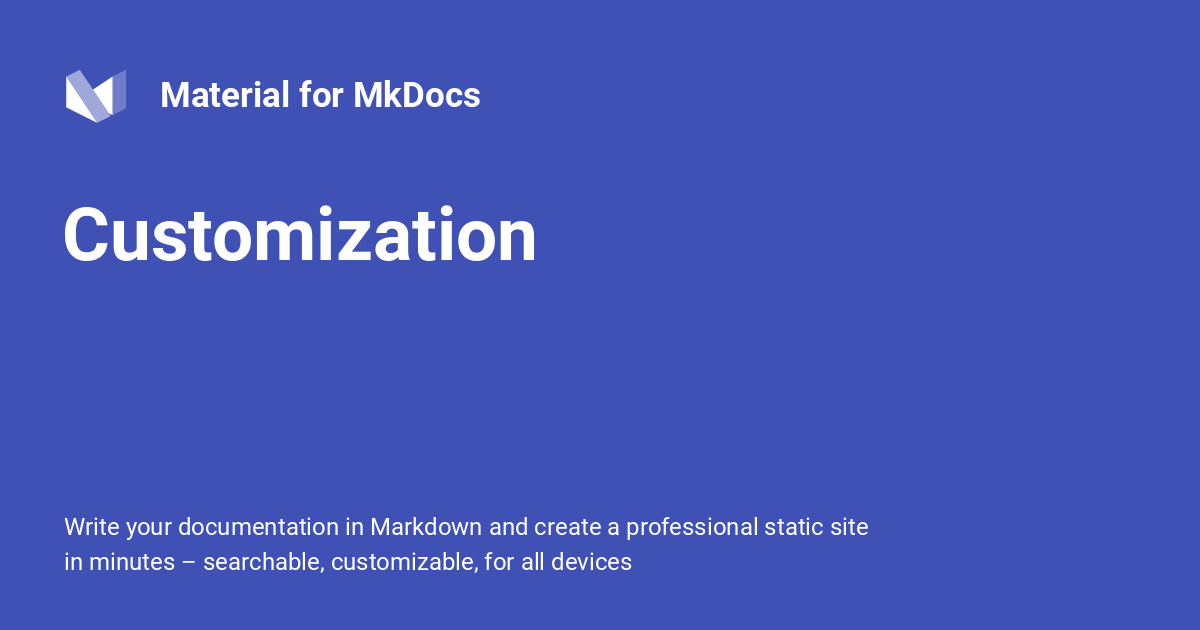 Material for MkDocs
Customization
Write your documentation in Markdown and create a professional static site
in minutes – searchable, customizable, for all devices